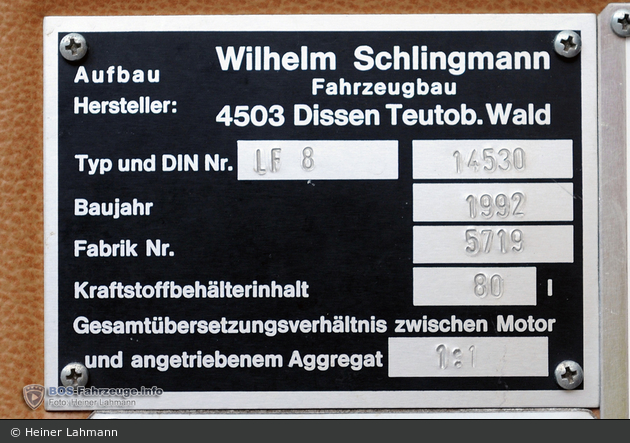 Wilhelm Schlingmann
Aufbau
Fahrzeugbau
Hersteller:
4503 Dissen Teutob. Wald
Typ und DIN Nr. LF 8 14530
Baujahr 1992
Fabrik Nr. 5719
Kraftstoffbehälterinhalt 80 l
Gesamtübersetzungsverhältnis zwischen Motor
und angetriebenem Aggregat 1:1
BOS-Fahrzeuge.info
Foto: Heiner Lahmann
© Heiner Lahmann